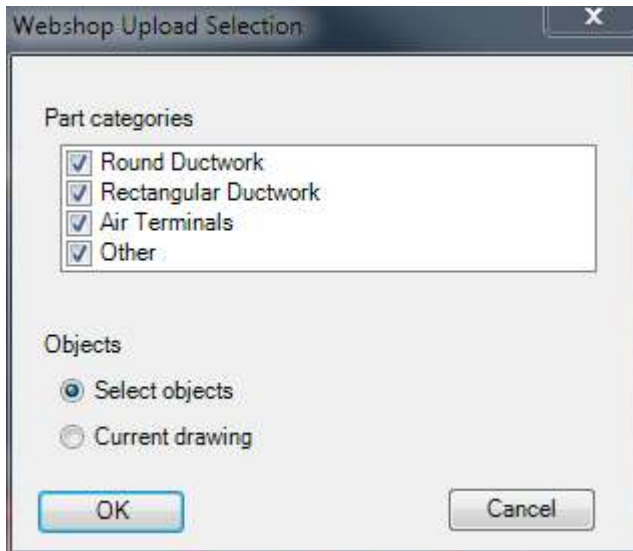 Webshop Upload Selection
X
Part categories
Round Ductwork
Rectangular Ductwork
Air Terminals
Other
Objects
Select objects
Current drawing
OK Cancel